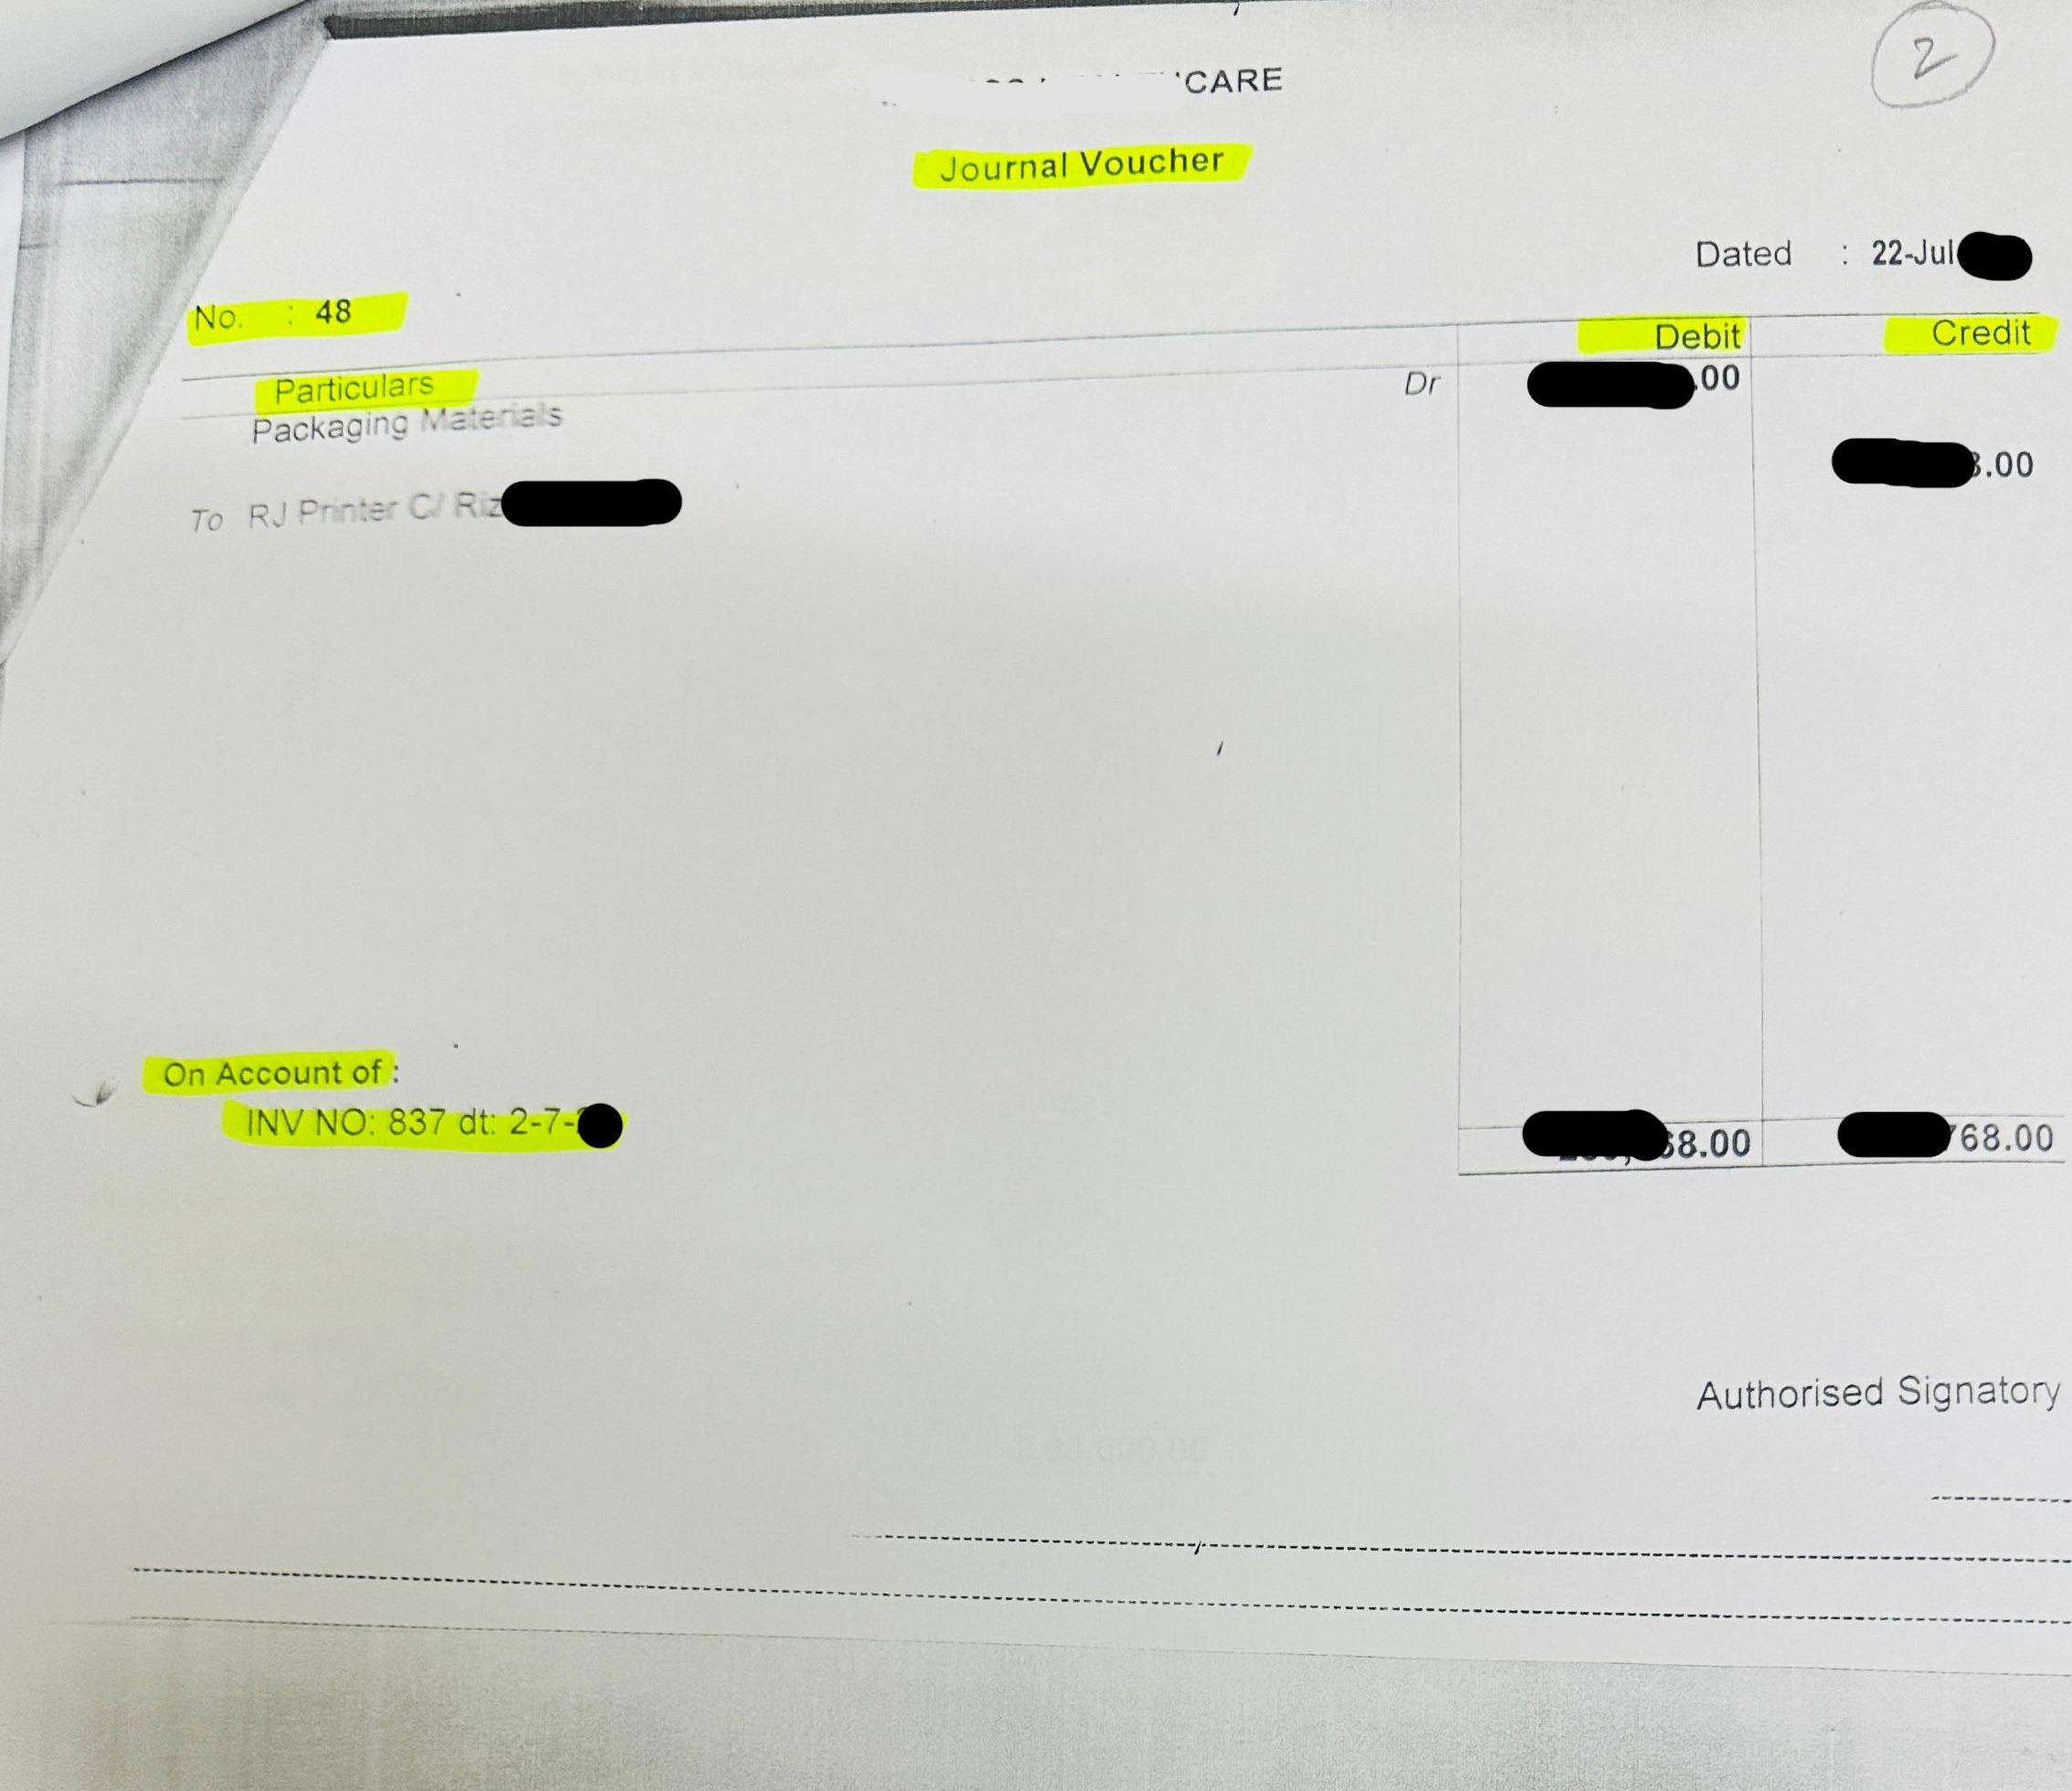 2
CARE
Journal Voucher
Dated : 22-Jul
No. : 48
Debit Credit
Particulars
Packaging Materials Dr .00
.00
To RJ Printer C/ Riz
On Account of :
INV NO: 837 dt: 2-7-
68.00 768.00
Authorised Signatory